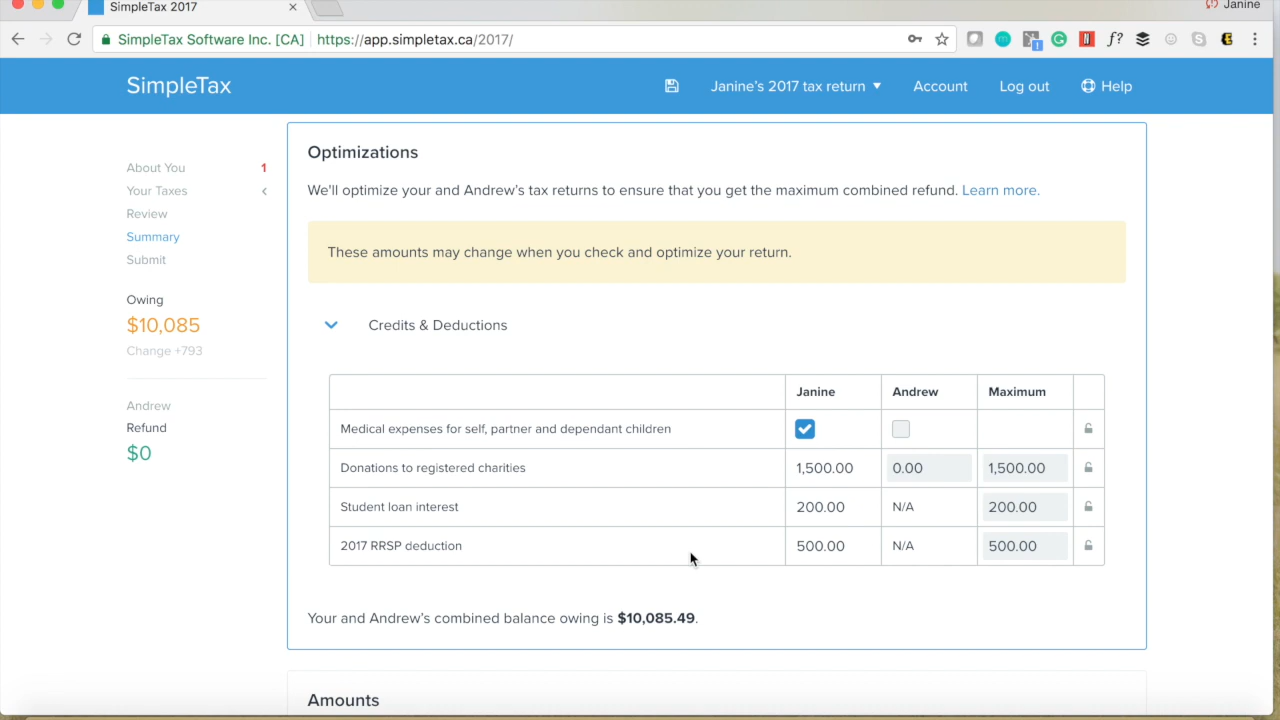 SimpleTax 2017
Janine
SimpleTax Software Inc. [CA] https://app.simpletax.ca/2017/
f?
SimpleTax
Janine's 2017 tax return
Account
Log out
Help
About You 1
Your Taxes
Review
Summary
Submit
Owing
$10,085
Change +793
Andrew
Refund
$0
Optimizations
We'll optimize your and Andrew's tax returns to ensure that you get the maximum combined refund. Learn more.
These amounts may change when you check and optimize your return.
Credits & Deductions
Janine Andrew Maximum
Medical expenses for self, partner and dependant children
Donations to registered charities 1,500.00 0.00 1,500.00
Student loan interest 200.00 N/A 200.00
2017 RRSP deduction 500.00 N/A 500.00
Your and Andrew's combined balance owing is $10,085.49.
Amounts